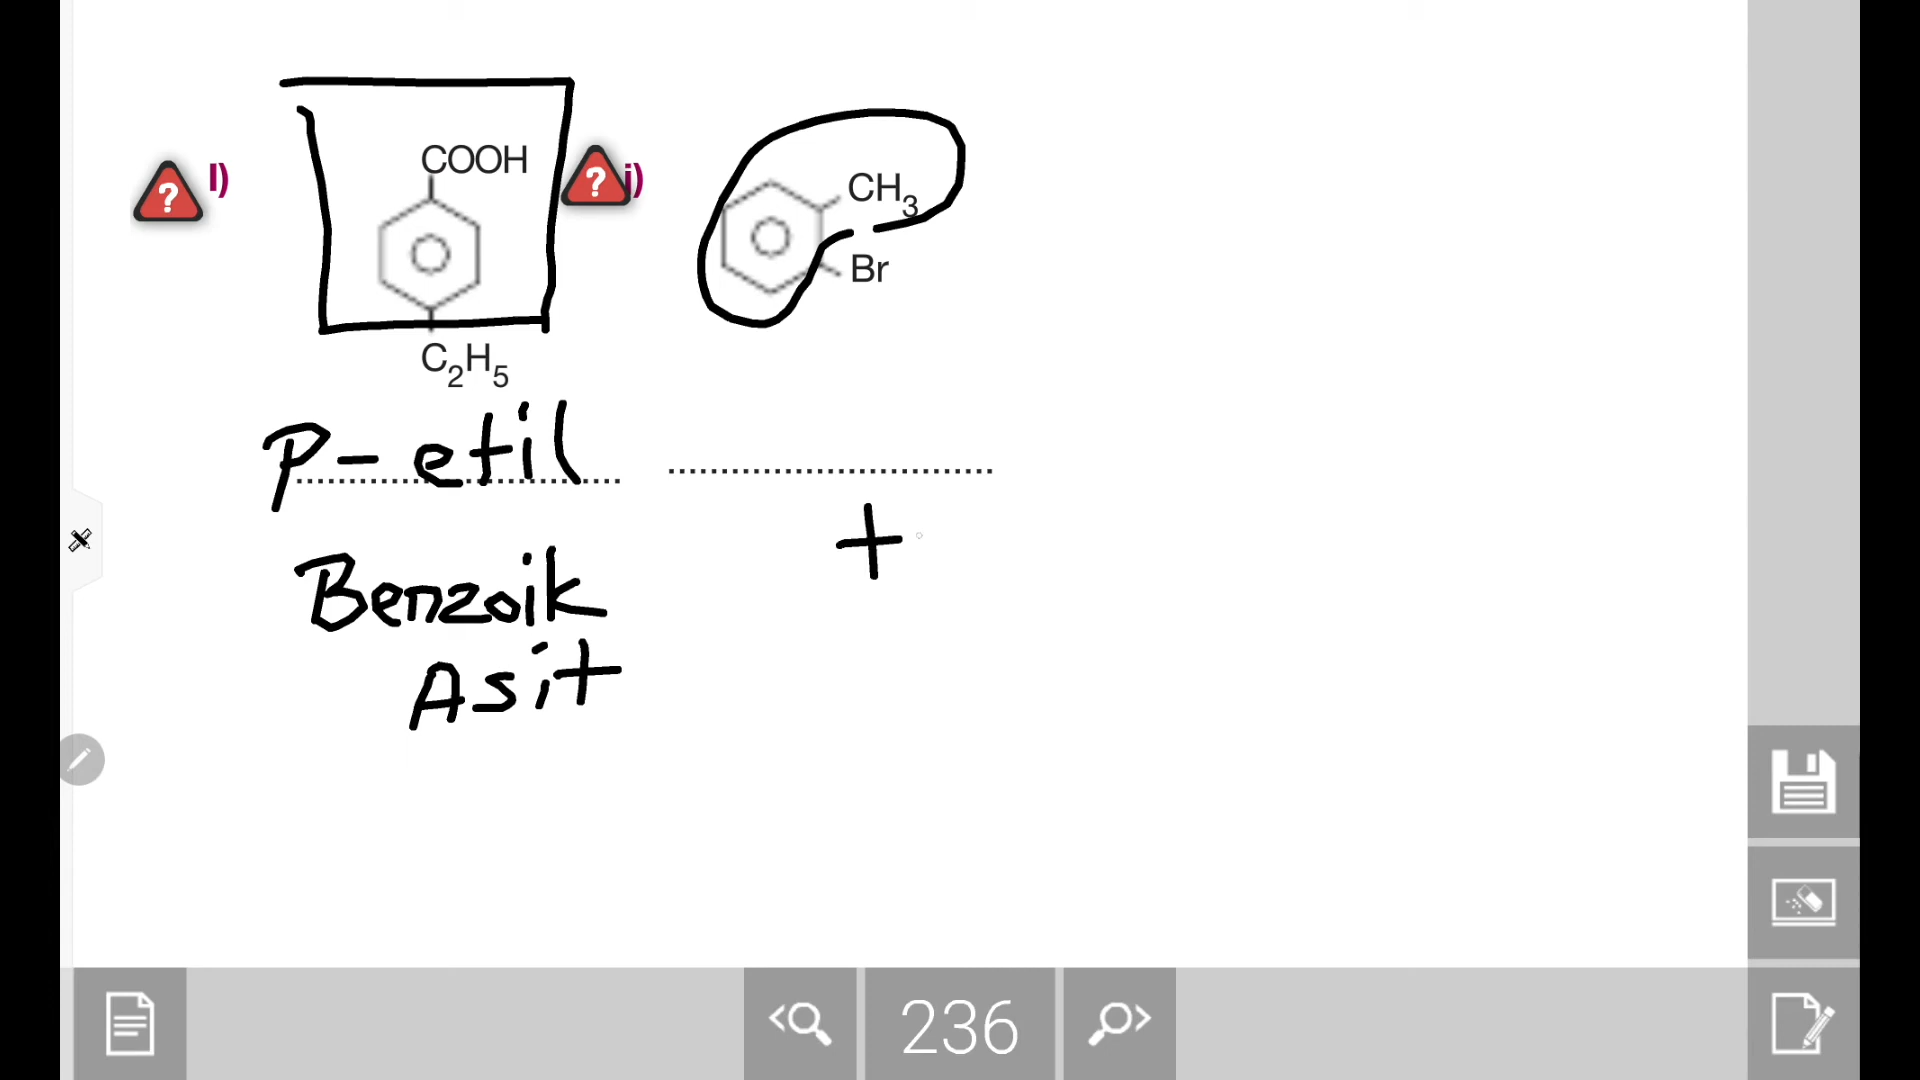 I)
COOH
C2H5
P- etil
Benzoik
Asit
?
?
i)
CH3
Br
+
236